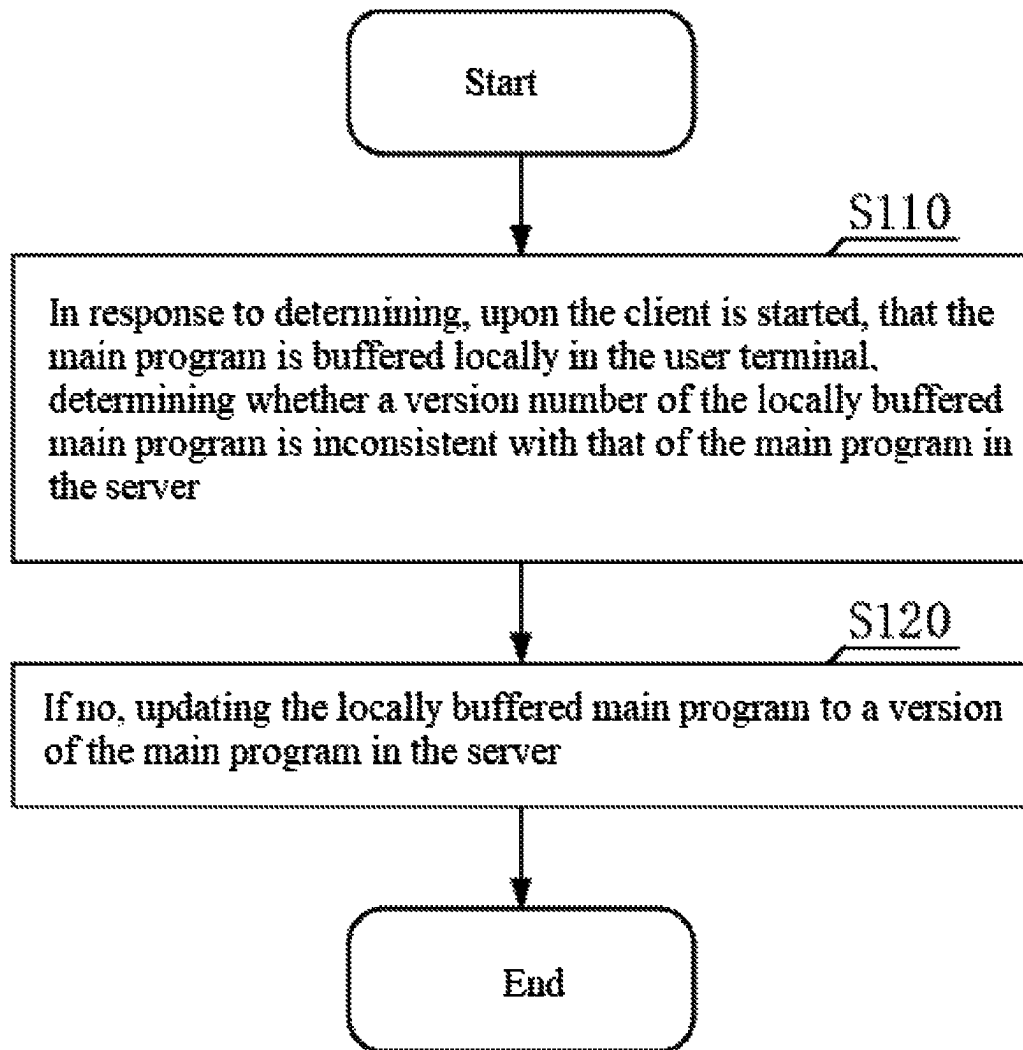 Start
S110
In response to determining, upon the client is started, that the
main program is buffered locally in the user terminal,
determining whether a version number of the locally buffered
main program is inconsistent with that of the main program in
the server
S120
If no, updating the locally buffered main program to a version
of the main program in the server
End